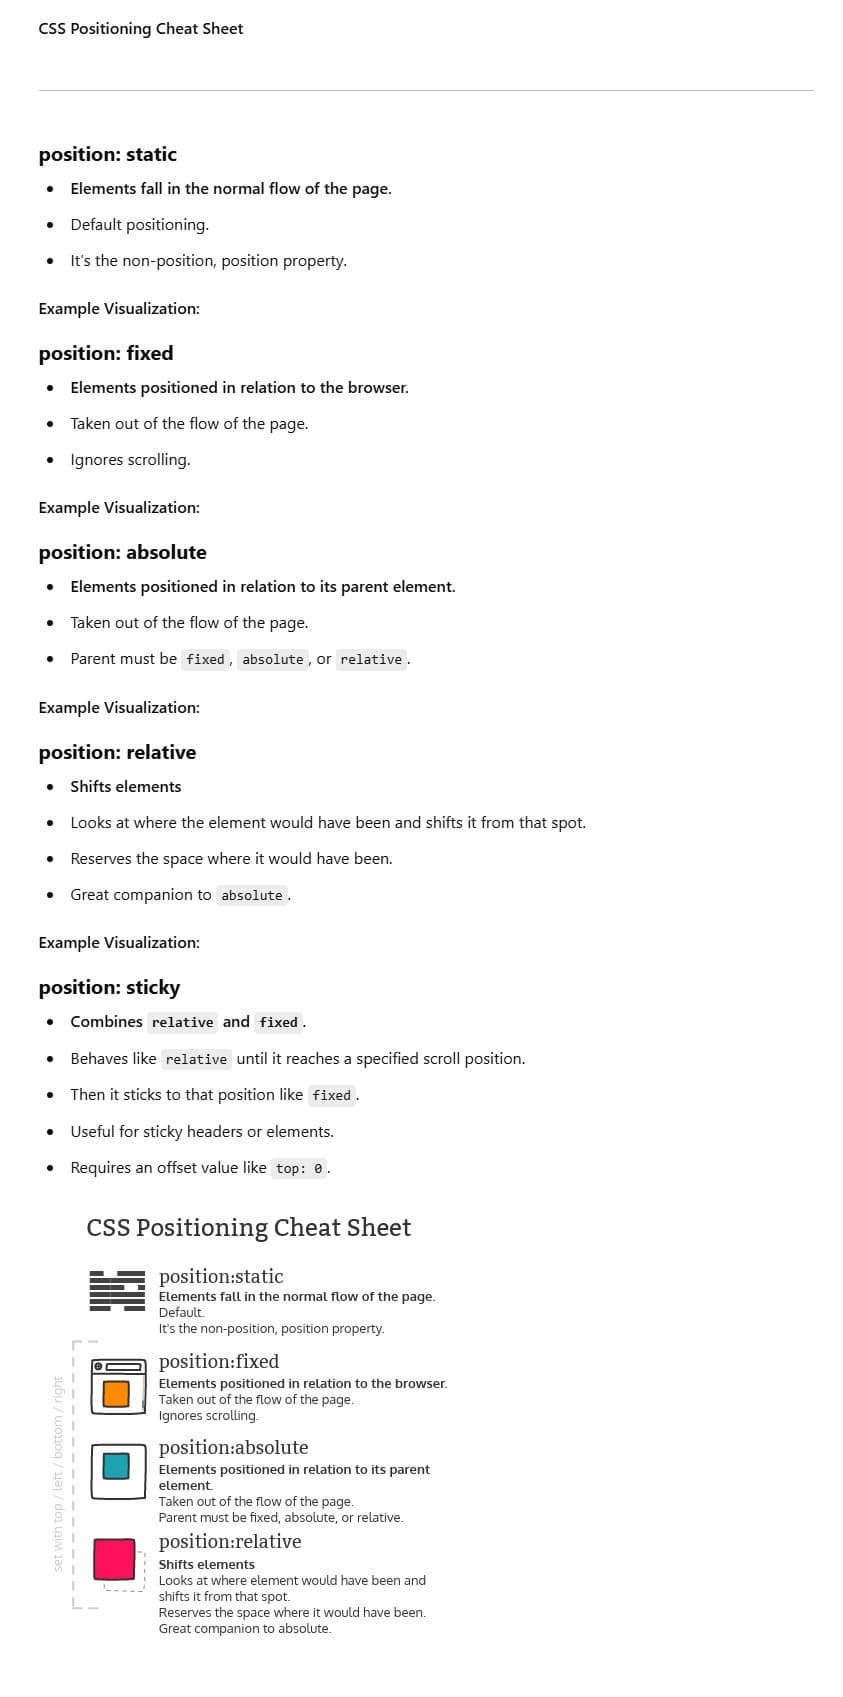 CSS Positioning Cheat Sheet
position: static
• Elements fall in the normal flow of the page.
• Default positioning.
• It's the non-position, position property.
Example Visualization:
position: fixed
• Elements positioned in relation to the browser.
• Taken out of the flow of the page.
• Ignores scrolling.
Example Visualization:
position: absolute
• Elements positioned in relation to its parent element.
• Taken out of the flow of the page.
• Parent must be fixed, absolute, or relative.
Example Visualization:
position: relative
• Shifts elements
• Looks at where the element would have been and shifts it from that spot.
• Reserves the space where it would have been.
• Great companion to absolute.
Example Visualization:
position: sticky
• Combines relative and fixed.
• Behaves like relative until it reaches a specified scroll position.
• Then it sticks to that position like fixed.
• Useful for sticky headers or elements.
• Requires an offset value like top: 0.
CSS Positioning Cheat Sheet
position:static
Elements fall in the normal flow of the page.
Default.
It's the non-position, position property.
set with top / left / bottom / right
position:fixed
Elements positioned in relation to the browser.
Taken out of the flow of the page.
Ignores scrolling.
position:absolute
Elements positioned in relation to its parent
element.
Taken out of the flow of the page.
Parent must be fixed, absolute, or relative.
position:relative
Shifts elements
Looks at where element would have been and
shifts it from that spot.
Reserves the space where it would have been.
Great companion to absolute.